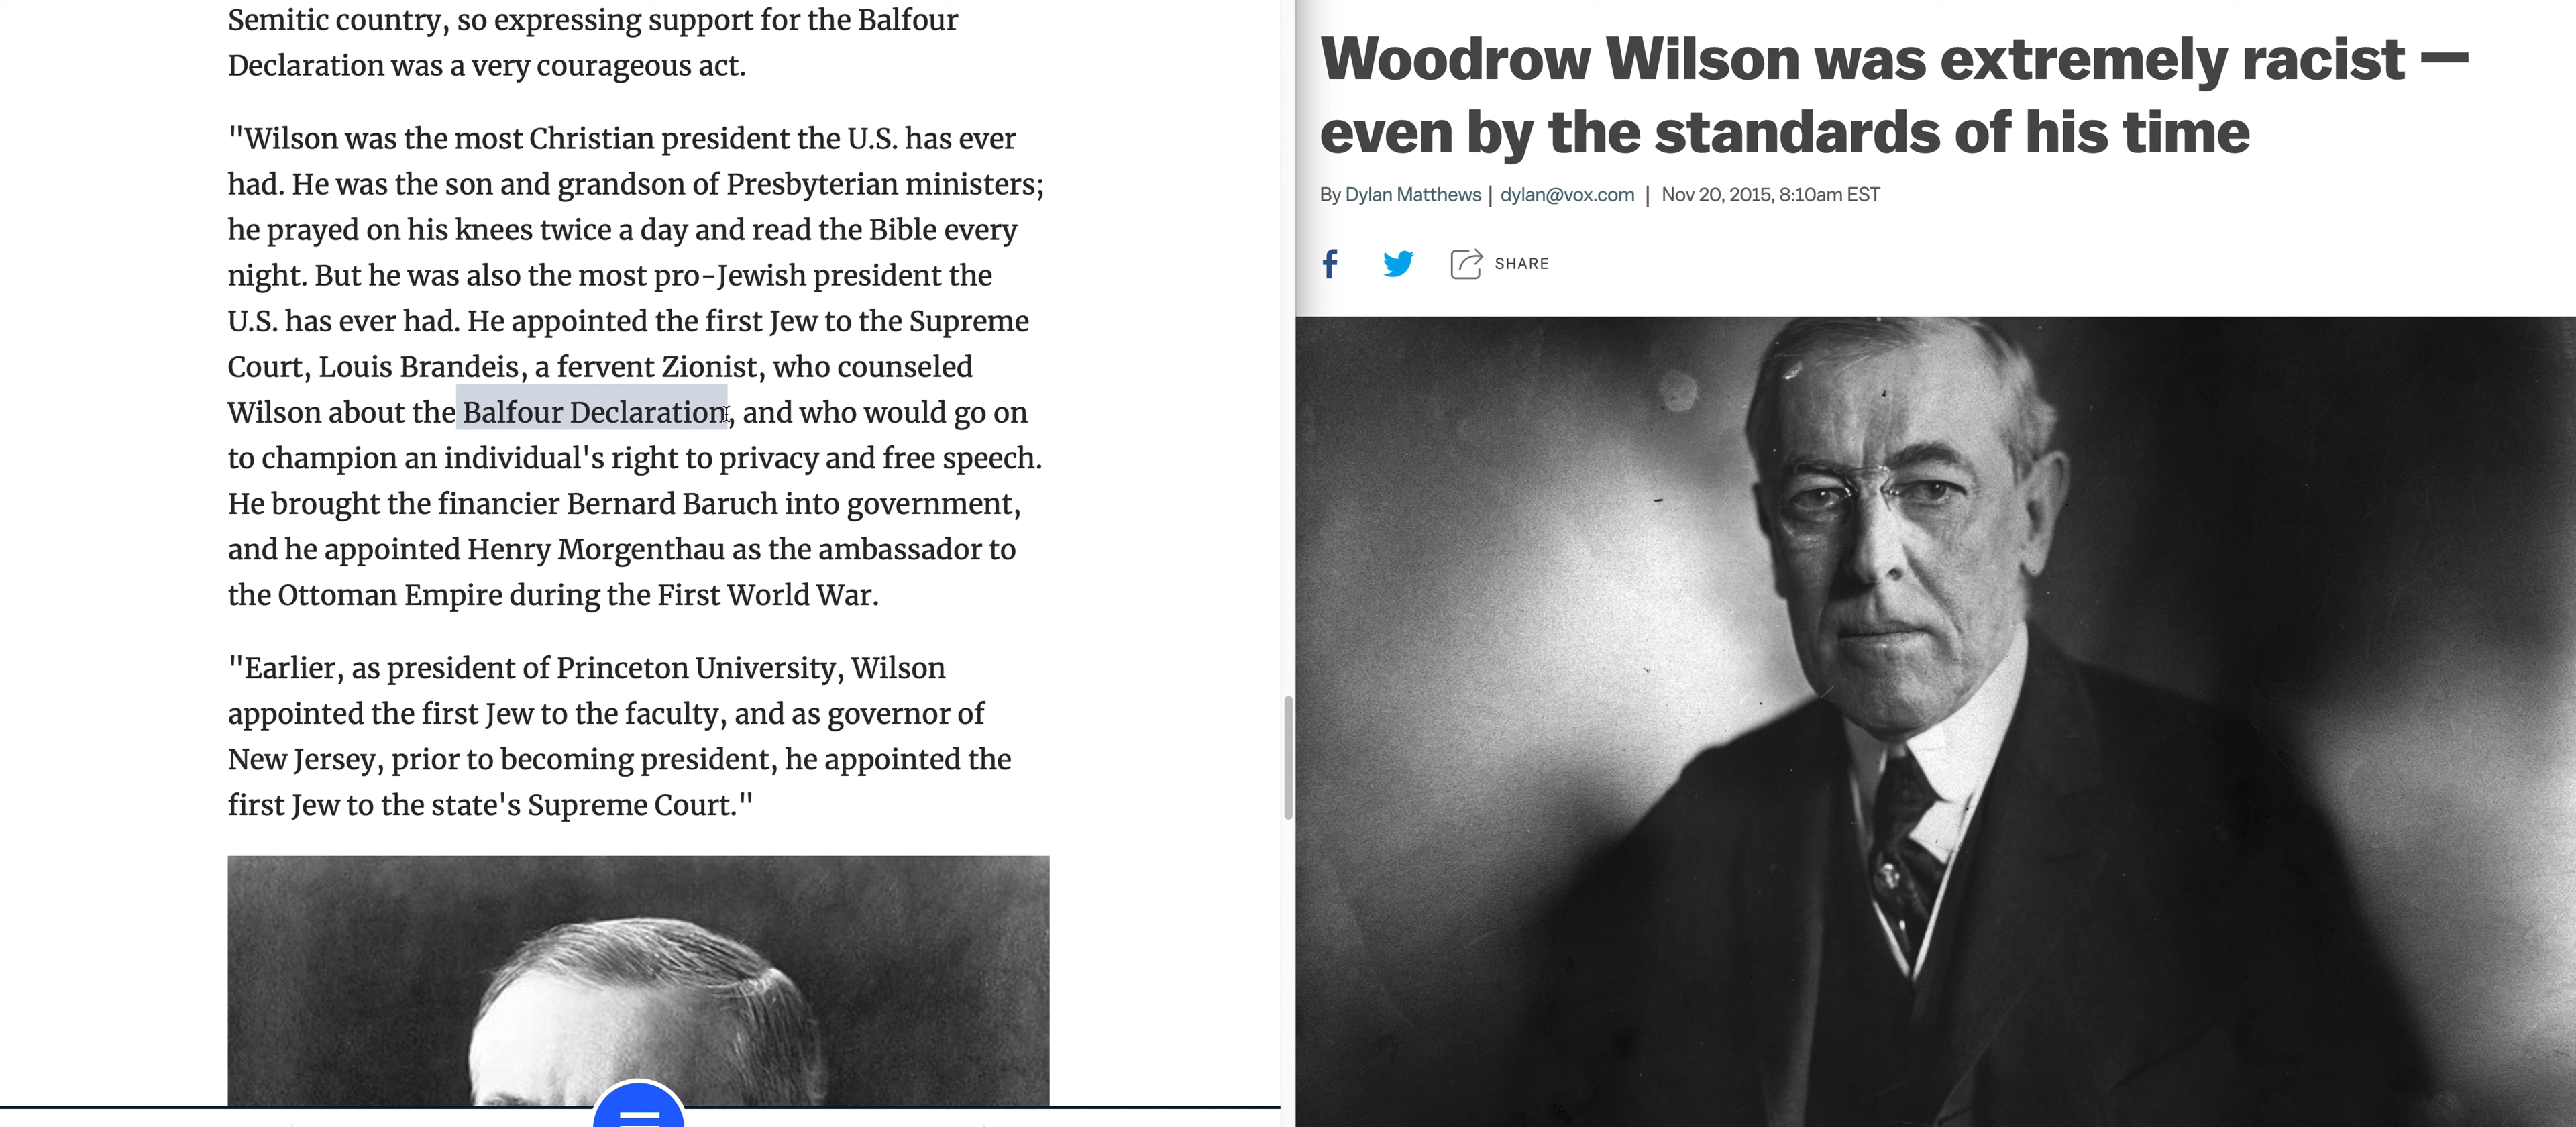 Semitic country, so expressing support for the Balfour
Declaration was a very courageous act.
"Wilson was the most Christian president the U.S. has ever
had. He was the son and grandson of Presbyterian ministers;
he prayed on his knees twice a day and read the Bible every
night. But he was also the most pro-Jewish president the
U.S. has ever had. He appointed the first Jew to the Supreme
Court, Louis Brandeis, a fervent Zionist, who counseled
Wilson about the Balfour Declaration, and who would go on
to champion an individual's right to privacy and free speech.
He brought the financier Bernard Baruch into government,
and he appointed Henry Morgenthau as the ambassador to
the Ottoman Empire during the First World War.
"Earlier, as president of Princeton University, Wilson
appointed the first Jew to the faculty, and as governor of
New Jersey, prior to becoming president, he appointed the
first Jew to the state's Supreme Court."
Woodrow Wilson was extremely racist —
even by the standards of his time
By Dylan Matthews | dylan@vox.com | Nov 20, 2015, 8:10am EST
SHARE